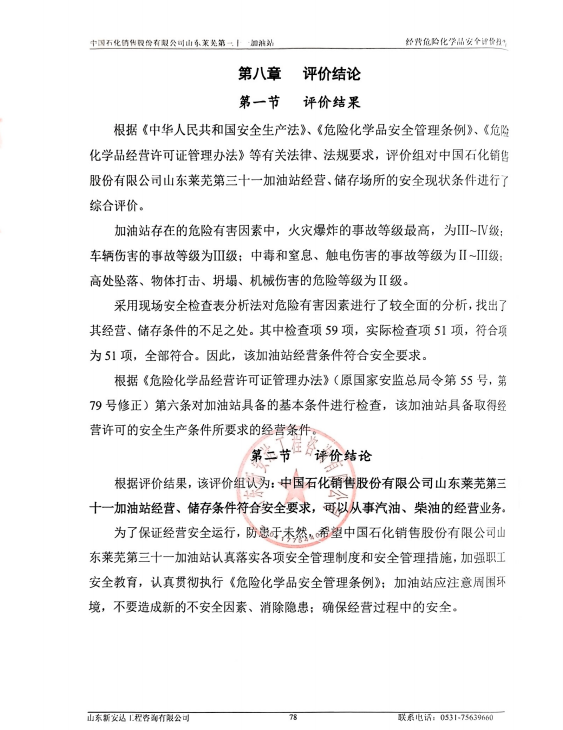 中国石化销售股份有限公司山东莱芜第三十一加油站 经营危险化学品安全评价报
第八章 评价结论
第一节 评价结果
根据《中华人民共和国安全生产法》、《危险化学品安全管理条例》、《危险
化学品经营许可证管理办法》等有关法律、法规要求，评价组对中国石化销售
股份有限公司山东莱芜第三十一加油站经营、储存场所的安全现状条件进行了
综合评价。
加油站存在的危险有害因素中，火灾爆炸的事故等级最高，为III~IV级；
车辆伤害的事故等级为III级；中毒和窒息、触电伤害的事故等级为II~III级；
高处坠落、物体打击、坍塌、机械伤害的危险等级为II级。
采用现场安全检查表分析法对危险有害因素进行了较全面的分析，找出了
其经营、储存条件的不足之处。其中检查项 59 项，实际检查项 51 项，符合项
为 51 项，全部符合。因此，该加油站经营条件符合安全要求。
根据《危险化学品经营许可证管理办法》（原国家安监总局令第 55 号，第
79 号修正）第六条对加油站具备的基本条件进行检查，该加油站具备取得经
营许可的安全生产条件所要求的经营条件。
第二节 评价结论
根据评价结果，该评价组认为：中国石化销售股份有限公司山东莱芜第三
十一加油站经营、储存条件符合安全要求，可以从事汽油、柴油的经营业务。
为了保证经营安全运行，防患于未然，希望中国石化销售股份有限公司山
东莱芜第三十一加油站认真落实各项安全管理制度和安全管理措施，加强职工
安全教育，认真贯彻执行《危险化学品安全管理条例》；加油站应注意周围环
境，不要造成新的不安全因素、消除隐患；确保经营过程中的安全。
山东新安达工程咨询有限公司 78 联系电话：0531-75639660